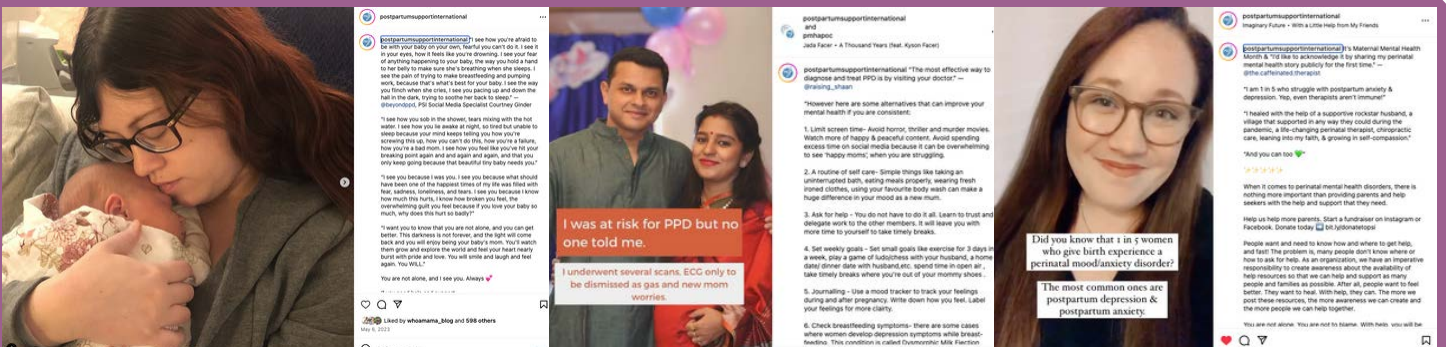 postpartumsupportinternational
postpartumsupportinternational "I see how you're afraid to
be with your baby on your own, fearful you can't do it. I see it
in your eyes, how it feels like you're drowning. I see your fear
of anything happening to your baby, the way you hold a hand
to her belly to make sure she's breathing when she sleeps. I
see the pain of trying to make breastfeeding and pumping
work, because that's what's best for your baby. I see the way
you flinch when she cries, I see you pacing up and down the
hall in the dark, trying to soothe her back to sleep." —
@beyondppd, PSI Social Media Specialist Courtney Ginder
"I see how you sob in the shower, tears mixing with the hot
water. I see how you lie awake at night, so tired but unable to
sleep because your mind keeps telling you how you're
screwing this up, how you can't do this, how you're a failure,
how you're a bad mom. I see how you feel like you've hit your
breaking point again and again and again, and that you
only keep going because that beautiful tiny baby needs you."
"I see you because I was you. I see you because what should
have been one of the happiest times of my life was filled with
fear, sadness, loneliness, and tears. I see you because I know
how much this hurts, I know how broken you feel, the
overwhelming guilt you feel because if you love your baby so
much, why does this hurt so badly?"
"I want you to know that you are not alone, and you can get
better. This darkness is not forever, and the light will come
back and you will enjoy being your baby's mom. You'll watch
them grow and explore the world and feel your heart nearly
burst with pride and love. You will smile and laugh and feel
again. You WILL."
You are not alone, and I see you. Always 💕
Liked by whoamama_blog and 598 others
May 6, 2023
I was at risk for PPD but no
one told me.
I underwent several scans. ECG only to
be dismissed as gas and new mom
worries.
postpartumsupportinternational
and
pmhapoc
Jada Facer • A Thousand Years (feat. Kyson Facer)
postpartumsupportinternational "The most effective way to
diagnose and treat PPD is by visiting your doctor." —
@raising_shaan
"However here are some alternatives that can improve your
mental health if you are consistent:
1. Limit screen time- Avoid horror, thriller and murder movies.
Watch more of happy & peaceful content. Avoid spending
excess time on social media because it can be overwhelming
to see 'happy moms', when you are struggling.
2. A routine of self care- Simple things like taking an
uninterrupted bath, eating meals properly, wearing fresh
ironed clothes, using your favourite body wash can make a
huge difference in your mood as a new mum.
3. Ask for help - You do not have to do it all. Learn to trust and
delegate work to the other members. It will leave you with
more time to yourself to take timely breaks.
4. Set weekly goals - Set small goals like exercise for 3 days in
a week, play a game of ludo/chess with your husband, a home
date/ dinner date with husband,etc. spend time in open air ,
take timely breaks where you're out of your mommy shoes .
5. Journalling - Use a mood tracker to track your feelings
during and after pregnancy. Write down how you feel. Label
your feelings for more clarity.
6. Check breastfeeding symptoms- there are some cases
where women develop depression symptoms while breast-
feeding. This condition is called Dysmorphic Milk Ejection
Did you know that 1 in 5 women
who give birth experience a
perinatal mood/anxiety disorder?
The most common ones are
postpartum depression &
postpartum anxiety.
postpartumsupportinternational
Imaginary Future • With a Little Help from My Friends
postpartumsupportinternational It's Maternal Mental Health
Month & "I'd like to acknowledge it by sharing my perinatal
mental health story publicly for the first time." —
@the.caffeinated.therapist
"I am 1 in 5 who struggle with postpartum anxiety &
depression. Yep, even therapists aren't immune!"
"I healed with the help of a supportive rockstar husband, a
village that supported in any way they could during the
pandemic, a life-changing perinatal therapist, chiropractic
care, leaning into my faith, & growing in self-compassion."
"And you can too 💚"
✨✨✨✨✨
When it comes to perinatal mental health disorders, there is
nothing more important than providing parents and help
seekers with the help and support that they need.
Help us help more parents. Start a fundraiser on Instagram or
Facebook. Donate today ➡️ bit.ly/donatetopsi
People want and need to know how and where to get help,
and fast! The problem is, many people don't know where or
how to ask for help. As an organization, we have an imperative
responsibility to create awareness about the availability of
help resources so that we can help and support as many
people and families as possible. After all, people want to feel
better. They want to heal. With help, they can. The more we
post these resources, the more awareness we can create and
the more people we can help together.
You are not alone. You are not to blame. With help, you will be